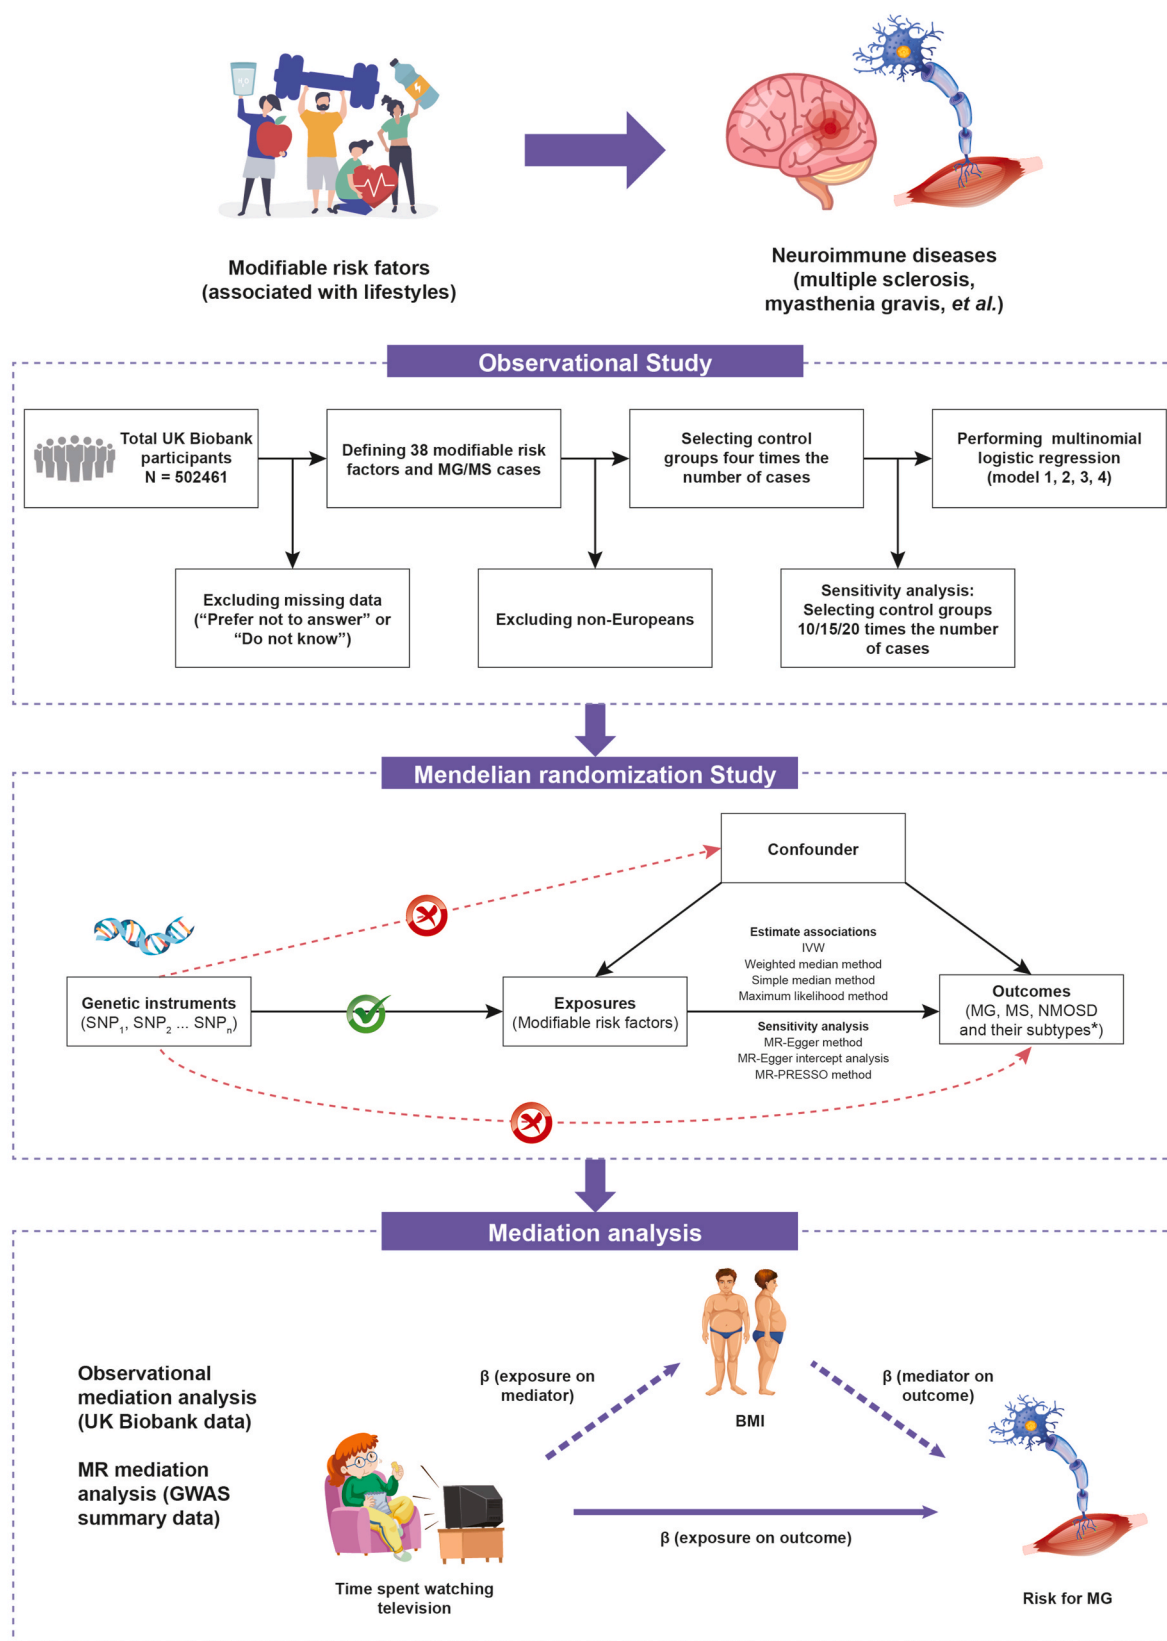 H₂O
Modifiable risk fators
(associated with lifestyles)
Neuroimmune diseases
(multiple sclerosis,
myasthenia gravis, et al.)
Observational Study
Total UK Biobank
participants
N = 502461
Defining 38 modifiable risk
factors and MG/MS cases
Selecting control
groups four times the
number of cases
Performing multinomial
logistic regression
(model 1, 2, 3, 4)
Excluding missing data
(“Prefer not to answer” or
“Do not know”)
Excluding non-Europeans
Sensitivity analysis:
Selecting control groups
10/15/20 times the number
of cases
Mendelian randomization Study
Confounder
Genetic instruments
(SNP₁, SNP₂ ... SNPₙ)
Exposures
(Modifiable risk factors)
Estimate associations
IVW
Weighted median method
Simple median method
Maximum likelihood method
Sensitivity analysis
MR-Egger method
MR-Egger intercept analysis
MR-PRESSO method
Outcomes
(MG, MS, NMOSD
and their subtypes*)
Mediation analysis
Observational
mediation analysis
(UK Biobank data)
MR mediation
analysis (GWAS
summary data)
β (exposure on
mediator)
BMI
β (mediator on
outcome)
β (exposure on outcome)
Time spent watching
television
Risk for MG